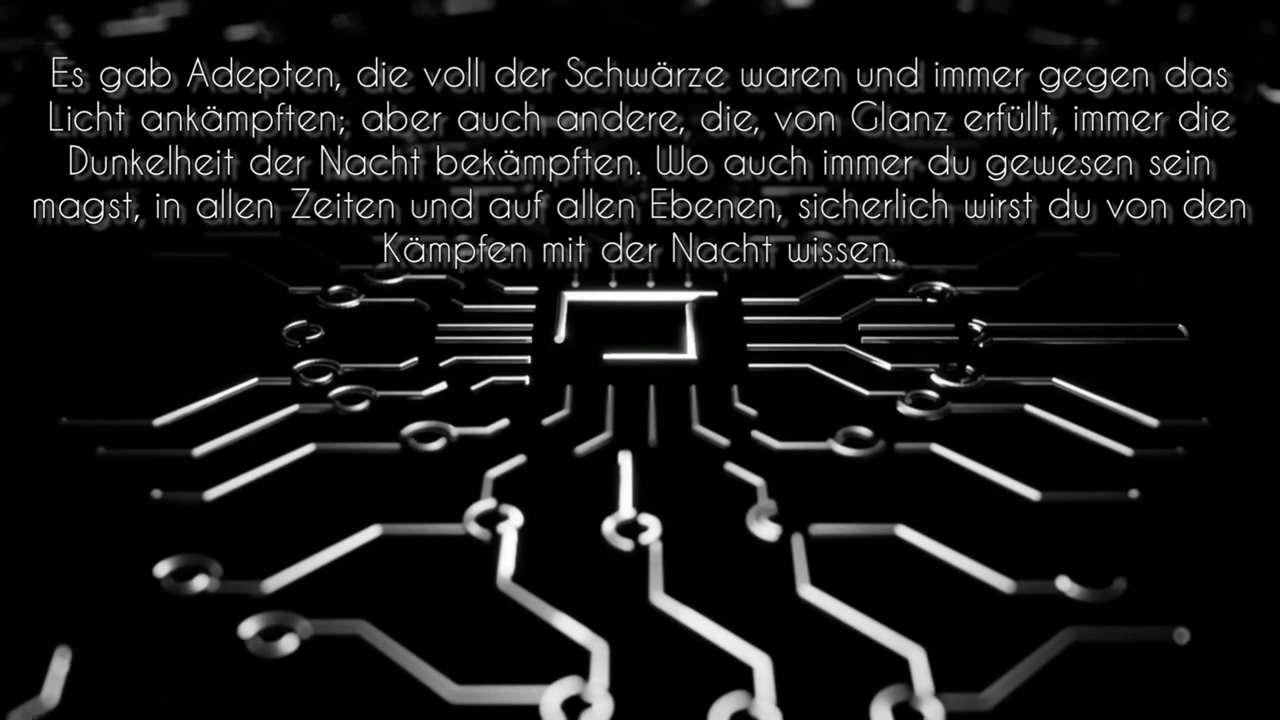 Es gab Adepten, die voll der Schwärze waren und immer gegen das
Licht ankämpften; aber auch andere, die, von Glanz erfüllt, immer die
Dunkelheit der Nacht bekämpften. Wo auch immer du gewesen sein
magst, in allen Zeiten und auf allen Ebenen, sicherlich wirst du von den
Kämpfen mit der Nacht wissen.